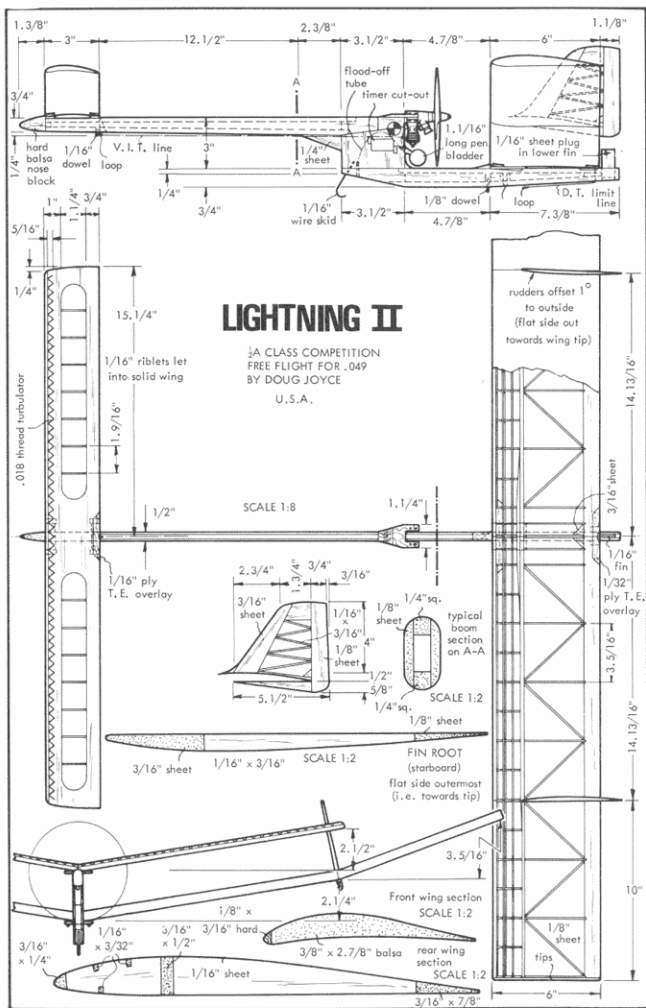 1.3/8"
3"
12.1/2"
2.3/8"
3.1/2"
4.7/8"
6"
1.1/8"
flood-off
tube
timer cut-out
A
3/4"
hard
balsa
nose
block
1/4"
1/16"
dowel
loop
V.I.T. line
3"
1/4"
sheet
A
1/4"
3/4"
1.1/16"
long pen
bladder
1/16" sheet plug
in lower fin
1/16"
wire skid
3.1/2"
4.7/8"
1/8" dowel
loop
D.T. limit
line
7.3/8"
1"
1.1/4"
3/4"
5/16"
1/4"
15.1/4"
1/16" riblets let
into solid wing
.018 thread turbulator
1.9/16"
LIGHTNING II
½A CLASS COMPETITION
FREE FLIGHT FOR .049
BY DOUG JOYCE
U.S.A.
rudders offset 1°
to outside
(flat side out
towards wing tip)
14.13/16"
3/16" sheet
SCALE 1:8
1/2"
1.1/4"
1/16" ply
T.E. overlay
1/16"
fin
1/32"
ply T.E.
overlay
2.3/4"
1.3/4"
3/4"
3/16"
3/16"
sheet
1/16"
x
3/16"
4"
1/8"
sheet
1/2"
5/8"
5.1/2"
1/4" sq.
1/8"
sheet
typical
boom
section
on A-A
SCALE 1:2
1/4" sq.
3.5/16"
14.13/16"
1/8" sheet
3/16" sheet
1/16" x 3/16"
SCALE 1:2
FIN ROOT
(starboard)
flat side outermost
(i.e. towards tip)
2.1/2"
3.5/16"
2.1/4"
Front wing section
SCALE 1:2
1/8" x
3/16" hard
3/8" x 2.7/8" balsa
rear wing
section
SCALE 1:2
3/16"
x 1/4"
1/16"
x 3/32"
3/16"
x 1/2"
1/16" sheet
3/16" x 7/8"
10"
1/8"
sheet
tips
6"